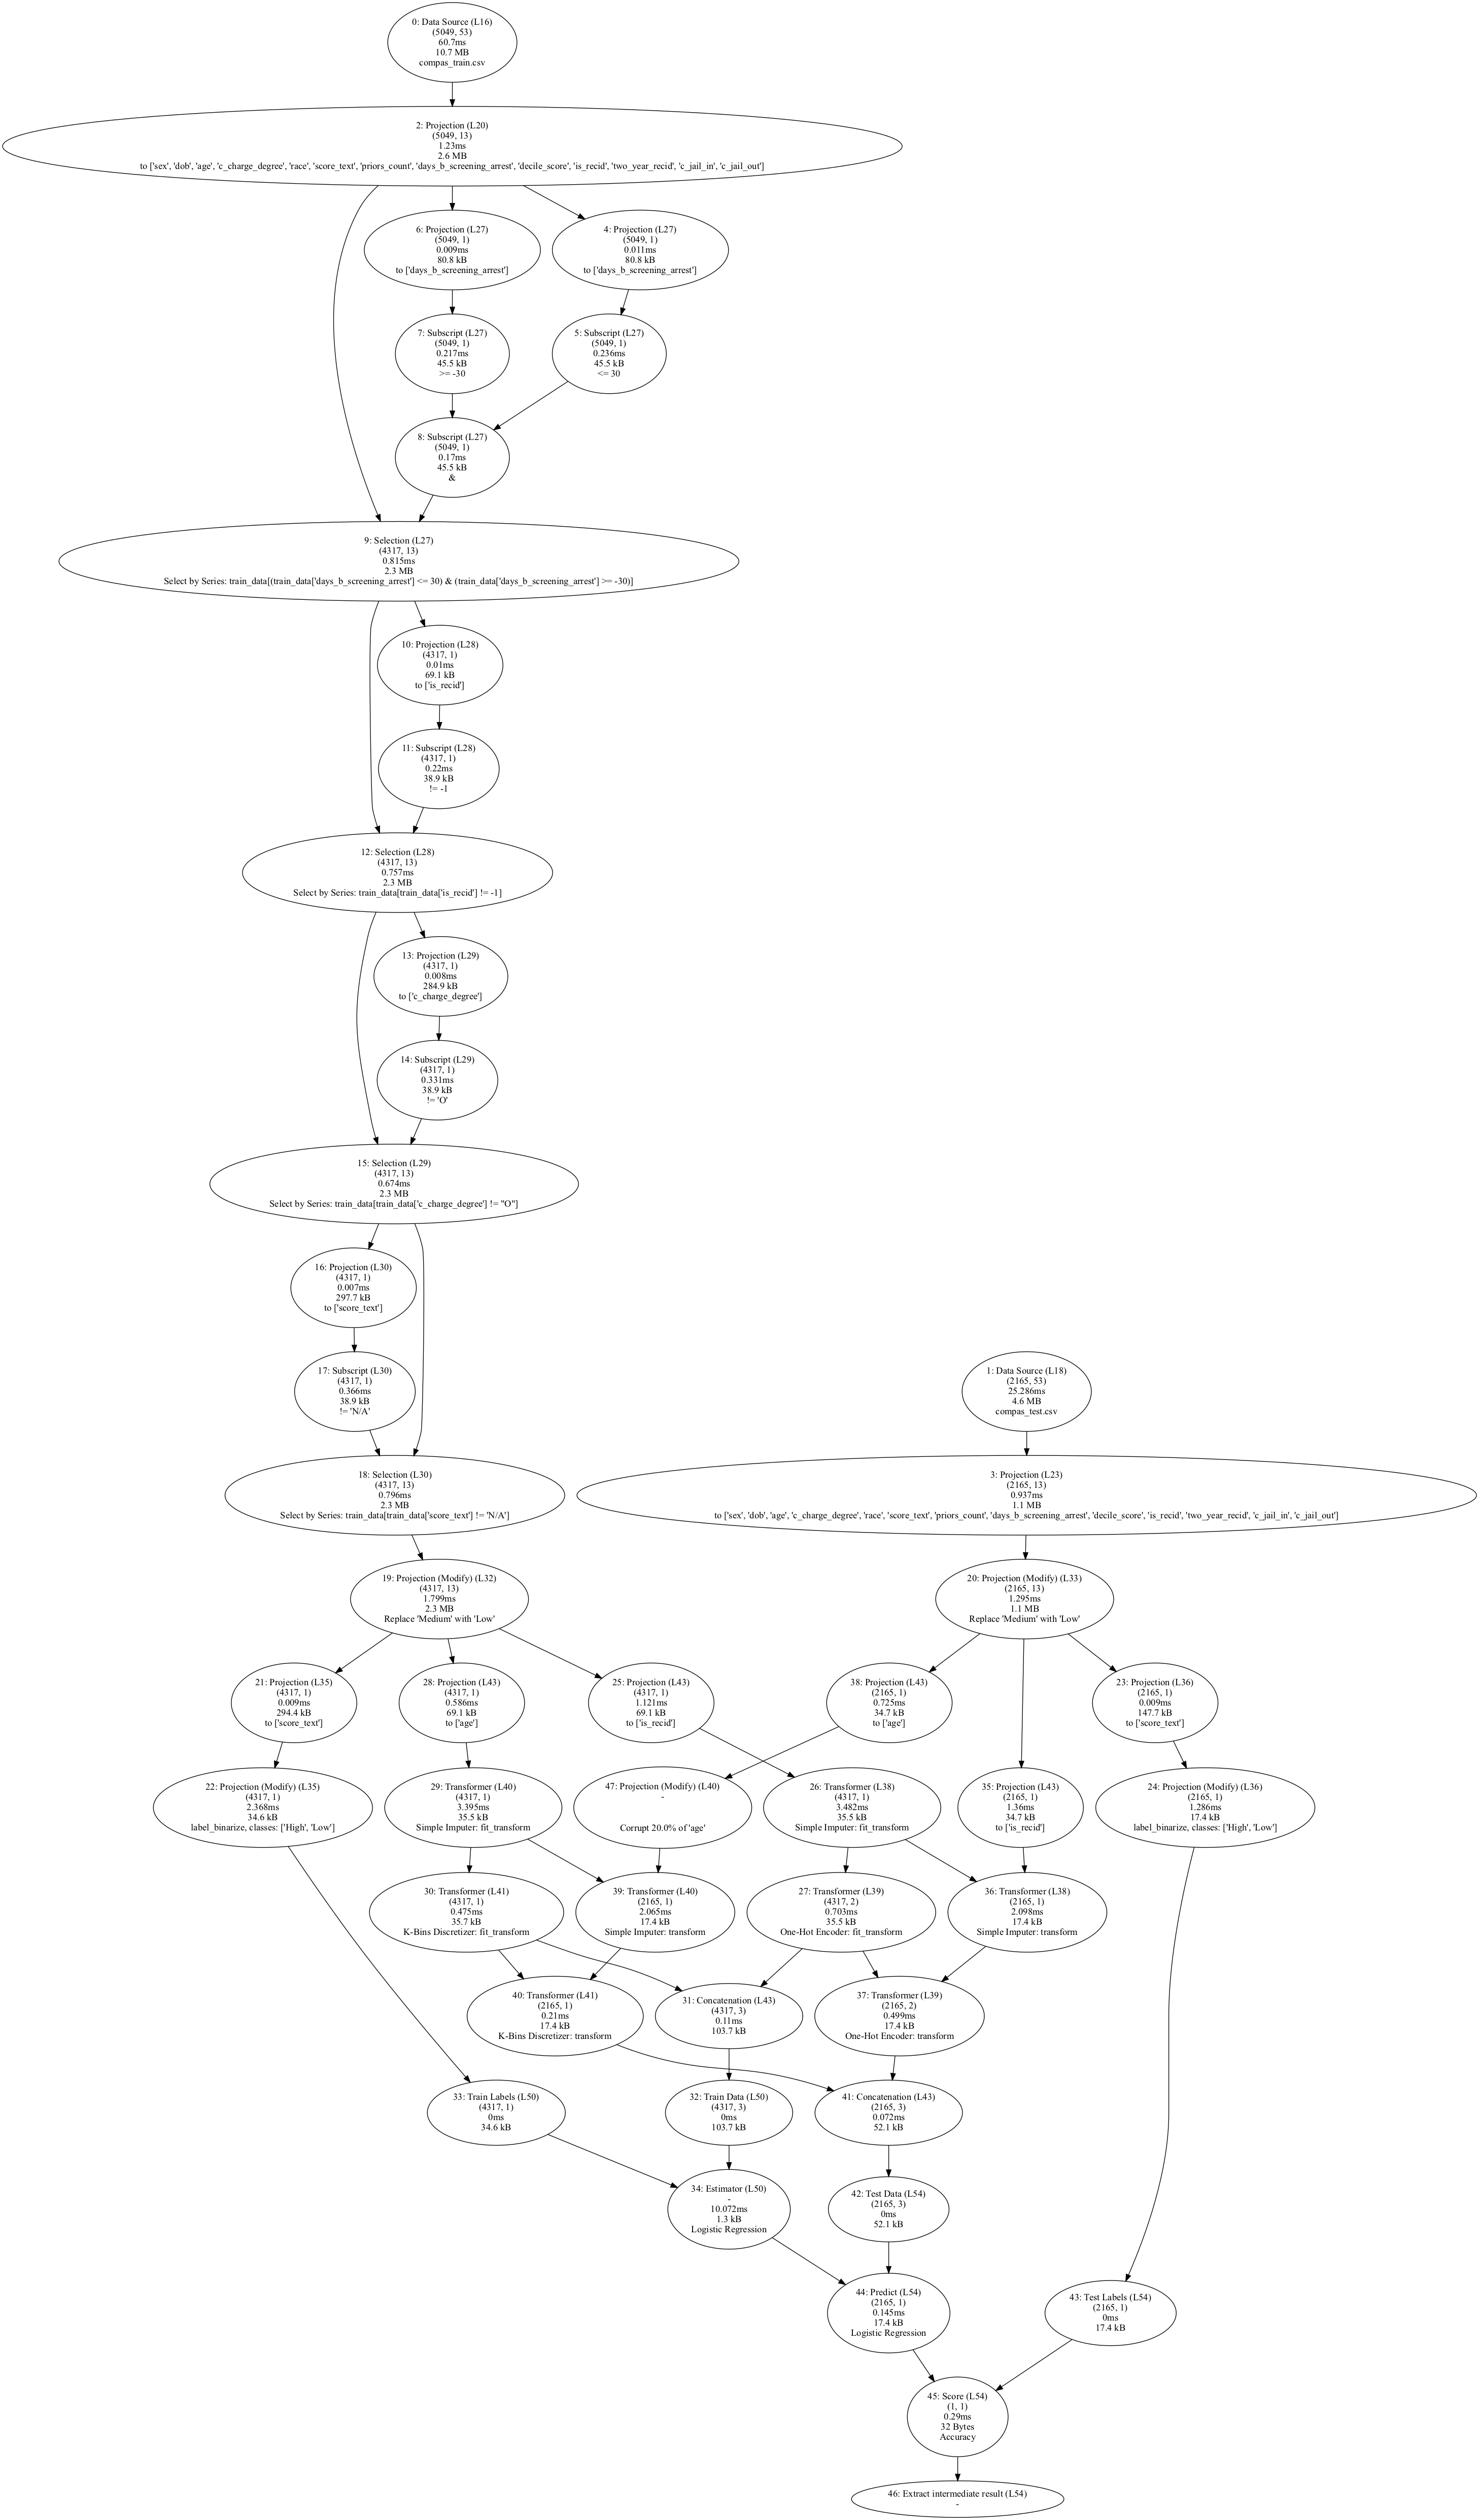 0: Data Source (L16)
(5049, 53)
60.7ms
10.7 MB
compas_train.csv
2: Projection (L20)
(5049, 13)
1.23ms
2.6 MB
to ['sex', 'dob', 'age', 'c_charge_degree', 'race', 'score_text', 'priors_count', 'days_b_screening_arrest', 'decile_score', 'is_recid', 'two_year_recid', 'c_jail_in', 'c_jail_out']
6: Projection (L27)
(5049, 1)
0.009ms
80.8 kB
to ['days_b_screening_arrest']
4: Projection (L27)
(5049, 1)
0.011ms
80.8 kB
to ['days_b_screening_arrest']
7: Subscript (L27)
(5049, 1)
0.217ms
45.5 kB
>= -30
5: Subscript (L27)
(5049, 1)
0.236ms
45.5 kB
<= 30
8: Subscript (L27)
(5049, 1)
0.17ms
45.5 kB
&
9: Selection (L27)
(4317, 13)
0.815ms
2.3 MB
Select by Series: train_data[(train_data['days_b_screening_arrest'] <= 30) & (train_data['days_b_screening_arrest'] >= -30)]
10: Projection (L28)
(4317, 1)
0.01ms
69.1 kB
to ['is_recid']
11: Subscript (L28)
(4317, 1)
0.22ms
38.9 kB
!= -1
12: Selection (L28)
(4317, 13)
0.757ms
2.3 MB
Select by Series: train_data[train_data['is_recid'] != -1]
13: Projection (L29)
(4317, 1)
0.008ms
284.9 kB
to ['c_charge_degree']
14: Subscript (L29)
(4317, 1)
0.331ms
38.9 kB
!= 'O'
15: Selection (L29)
(4317, 13)
0.674ms
2.3 MB
Select by Series: train_data[train_data['c_charge_degree'] != "O"]
16: Projection (L30)
(4317, 1)
0.007ms
297.7 kB
to ['score_text']
17: Subscript (L30)
(4317, 1)
0.366ms
38.9 kB
!= 'N/A'
1: Data Source (L18)
(2165, 53)
25.286ms
4.6 MB
compas_test.csv
18: Selection (L30)
(4317, 13)
0.796ms
2.3 MB
Select by Series: train_data[train_data['score_text'] != 'N/A']
3: Projection (L23)
(2165, 13)
0.937ms
1.1 MB
to ['sex', 'dob', 'age', 'c_charge_degree', 'race', 'score_text', 'priors_count', 'days_b_screening_arrest', 'decile_score', 'is_recid', 'two_year_recid', 'c_jail_in', 'c_jail_out']
19: Projection (Modify) (L32)
(4317, 13)
1.799ms
2.3 MB
Replace 'Medium' with 'Low'
20: Projection (Modify) (L33)
(2165, 13)
1.295ms
1.1 MB
Replace 'Medium' with 'Low'
21: Projection (L35)
(4317, 1)
0.009ms
294.4 kB
to ['score_text']
28: Projection (L43)
(4317, 1)
0.586ms
69.1 kB
to ['age']
25: Projection (L43)
(4317, 1)
1.121ms
69.1 kB
to ['is_recid']
38: Projection (L43)
(2165, 1)
0.725ms
34.7 kB
to ['age']
23: Projection (L36)
(2165, 1)
0.009ms
147.7 kB
to ['score_text']
22: Projection (Modify) (L35)
(4317, 1)
2.368ms
34.6 kB
label_binarize, classes: ['High', 'Low']
29: Transformer (L40)
(4317, 1)
3.395ms
35.5 kB
Simple Imputer: fit_transform
47: Projection (Modify) (L40)
-
Corrupt 20.0% of 'age'
26: Transformer (L38)
(4317, 1)
3.482ms
35.5 kB
Simple Imputer: fit_transform
35: Projection (L43)
(2165, 1)
1.36ms
34.7 kB
to ['is_recid']
24: Projection (Modify) (L36)
(2165, 1)
1.286ms
17.4 kB
label_binarize, classes: ['High', 'Low']
30: Transformer (L41)
(4317, 1)
0.475ms
35.7 kB
K-Bins Discretizer: fit_transform
39: Transformer (L40)
(2165, 1)
2.065ms
17.4 kB
Simple Imputer: transform
27: Transformer (L39)
(4317, 2)
0.703ms
35.5 kB
One-Hot Encoder: fit_transform
36: Transformer (L38)
(2165, 1)
2.098ms
17.4 kB
Simple Imputer: transform
40: Transformer (L41)
(2165, 1)
0.21ms
17.4 kB
K-Bins Discretizer: transform
31: Concatenation (L43)
(4317, 3)
0.11ms
103.7 kB
37: Transformer (L39)
(2165, 2)
0.499ms
17.4 kB
One-Hot Encoder: transform
33: Train Labels (L50)
(4317, 1)
0ms
34.6 kB
32: Train Data (L50)
(4317, 3)
0ms
103.7 kB
41: Concatenation (L43)
(2165, 3)
0.072ms
52.1 kB
34: Estimator (L50)
-
10.072ms
1.3 kB
Logistic Regression
42: Test Data (L54)
(2165, 3)
0ms
52.1 kB
44: Predict (L54)
(2165, 1)
0.145ms
17.4 kB
Logistic Regression
43: Test Labels (L54)
(2165, 1)
0ms
17.4 kB
45: Score (L54)
(1, 1)
0.29ms
32 Bytes
Accuracy
46: Extract intermediate result (L54)
-